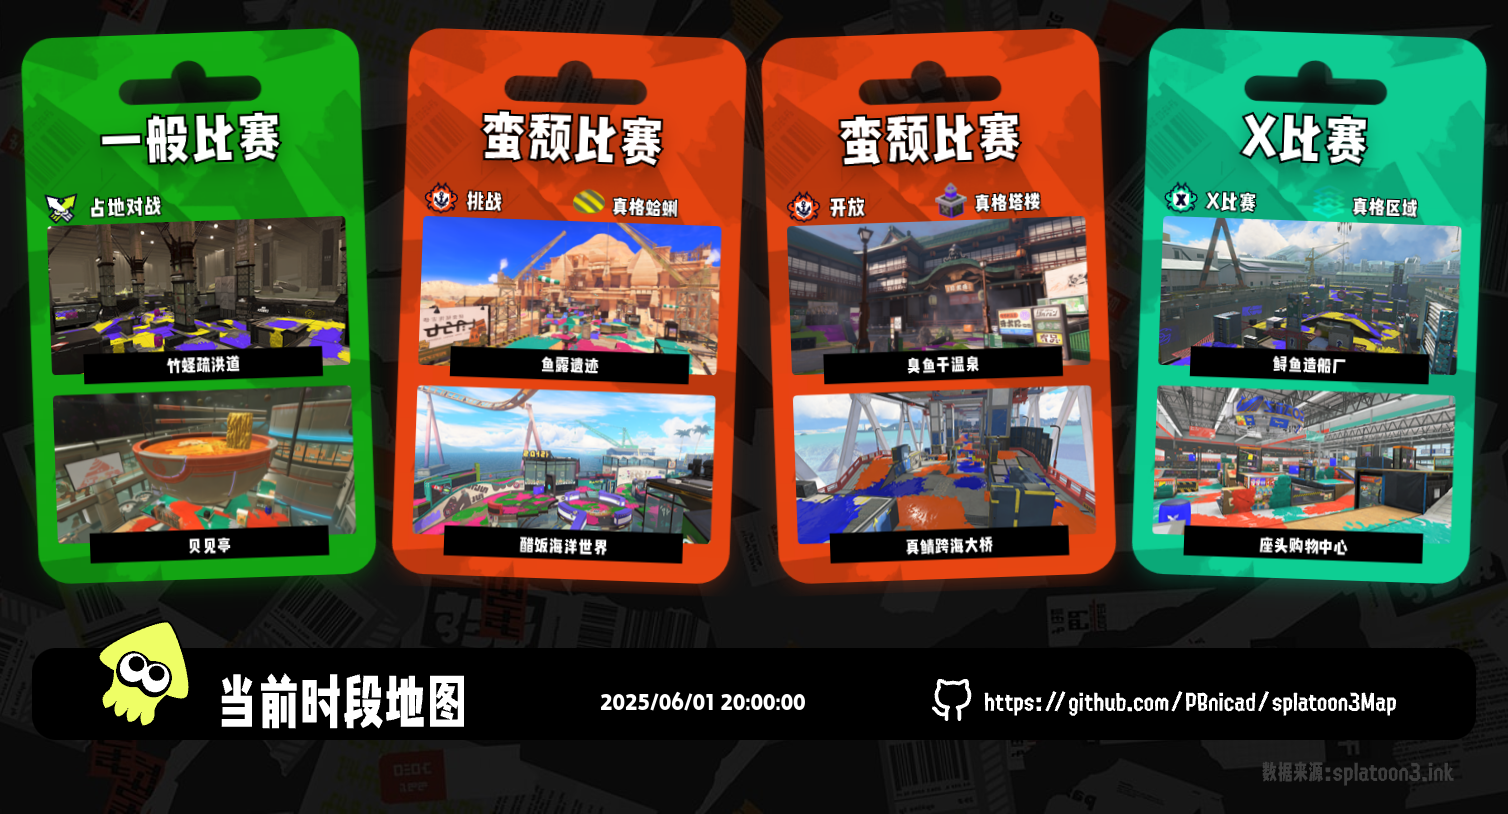 一般比赛
占地对战
竹蛏疏洪道
贝见亭
蛮颓比赛
挑战
真格蛤蜊
鱼露遗迹
醋饭海洋世界
蛮颓比赛
开放
真格塔楼
臭鱼干温泉
真鲭跨海大桥
X比赛
X比赛
真格区域
鲟鱼造船厂
座头购物中心
当前时段地图
2025/06/01 20:00:00
https://github.com/PBnicad/splatoon3Map
数据来源:splatoon3.ink